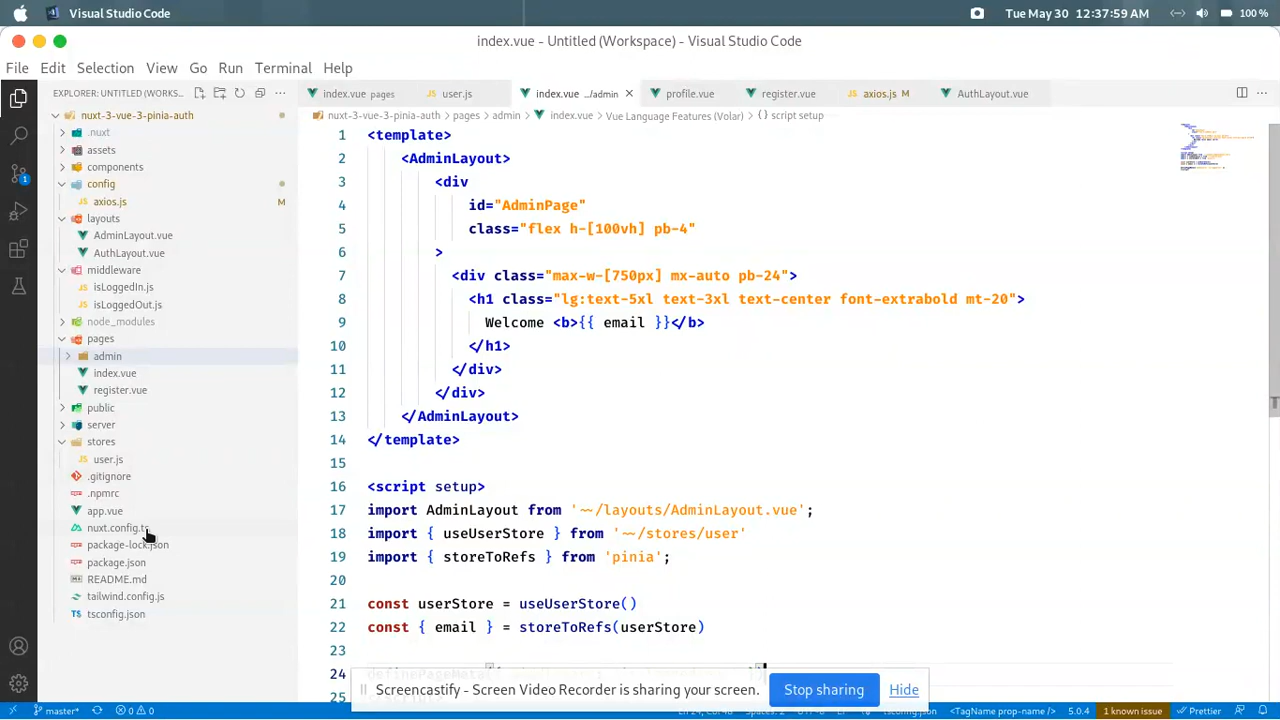 Visual Studio Code
Tue May 30 12:37:59 AM
100 %
index.vue - Untitled (Workspace) - Visual Studio Code
File Edit Selection View Go Run Terminal Help
EXPLORER: UNTITLED (WORKS...
index.vue pages
user.js
index.vue .../admin
profile.vue
register.vue
axios.js M
AuthLayout.vue
nuxt-3-vue-3-pinia-auth
.nuxt
assets
components
config
axios.js M
layouts
AdminLayout.vue
AuthLayout.vue
middleware
isLoggedIn.js
isLoggedOut.js
node_modules
pages
admin
index.vue
register.vue
public
server
stores
user.js
.gitignore
.npmrc
app.vue
nuxt.config.ts
package-lock.json
package.json
README.md
tailwind.config.js
tsconfig.json
nuxt-3-vue-3-pinia-auth > pages > admin > index.vue > Vue Language Features (Volar) > script setup
1 <template>
2 <AdminLayout>
3 <div
4 id="AdminPage"
5 class="flex h-[100vh] pb-4"
6 >
7 <div class="max-w-[750px] mx-auto pb-24">
8 <h1 class="lg:text-5xl text-3xl text-center font-extrabold mt-20">
9 Welcome <b>{{ email }}</b>
10 </h1>
11 </div>
12 </div>
13 </AdminLayout>
14 </template>
15
16 <script setup>
17 import AdminLayout from '~~/layouts/AdminLayout.vue';
18 import { useUserStore } from '~~/stores/user'
19 import { storeToRefs } from 'pinia';
20
21 const userStore = useUserStore()
22 const { email } = storeToRefs(userStore)
23
24 definePageMeta(
25
Screencastify - Screen Video Recorder is sharing your screen.
Stop sharing
Hide
master*
0
0
<TagName prop-name />
5.0.4
1 known issue
Prettier
1